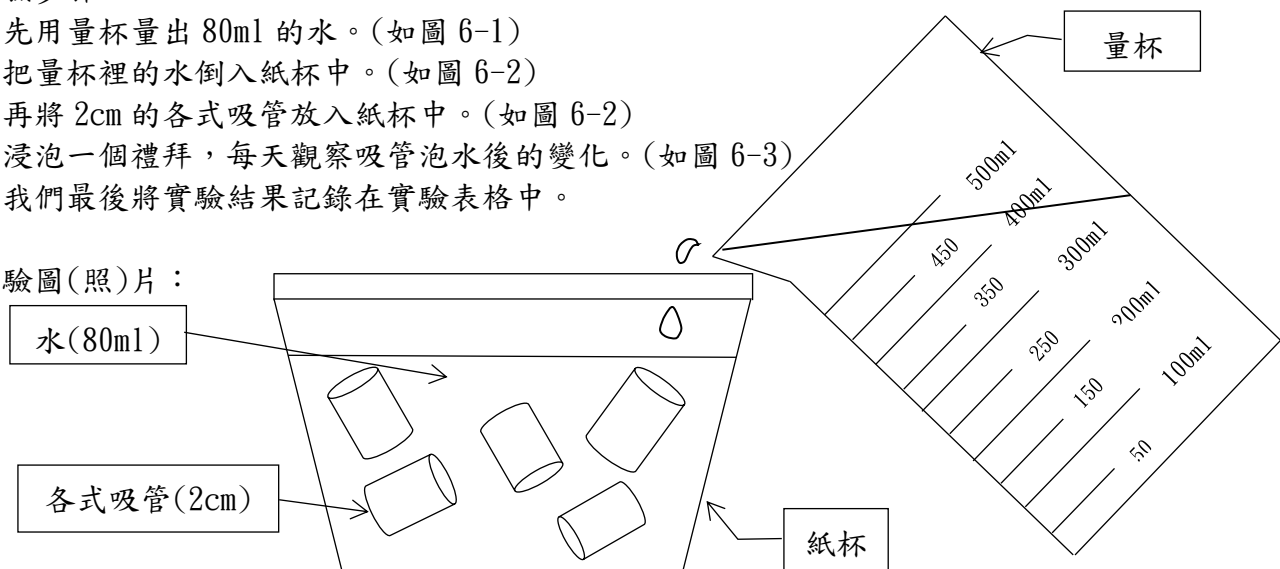 先用量杯量出 80ml 的水。(如圖 6-1)
把量杯裡的水倒入紙杯中。(如圖 6-2)
再將 2cm 的各式吸管放入紙杯中。(如圖 6-2)
浸泡一個禮拜，每天觀察吸管泡水後的變化。(如圖 6-3)
我們最後將實驗結果記錄在實驗表格中。
驗圖(照)片：
量杯
水(80ml)
各式吸管(2cm)
紙杯
500ml
450
400ml
350
300ml
250
200ml
150
100ml
50